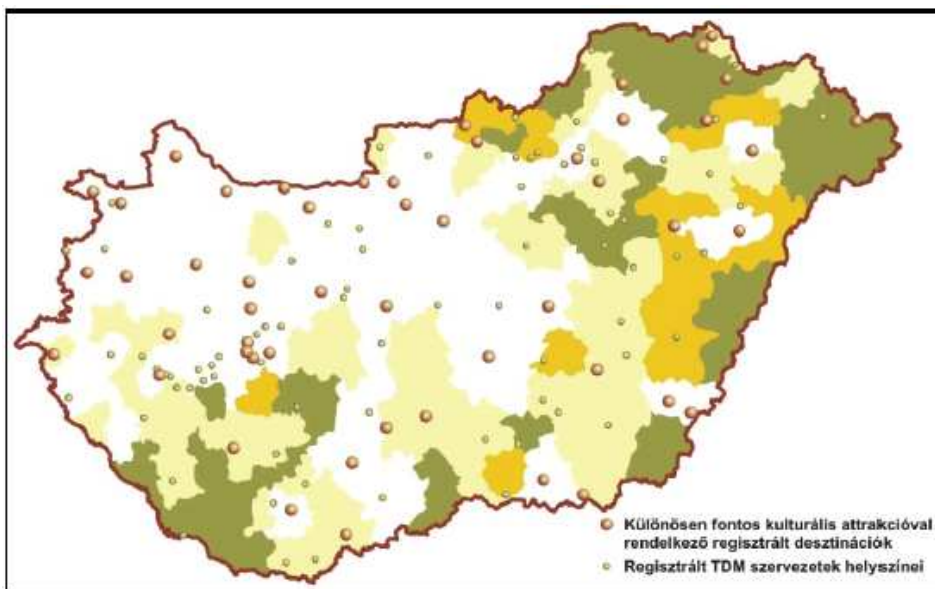 Különösen fontos kulturális attrakcióval
rendelkező regisztrált desztinációk
Regisztrált TDM szervezetek helyszínei